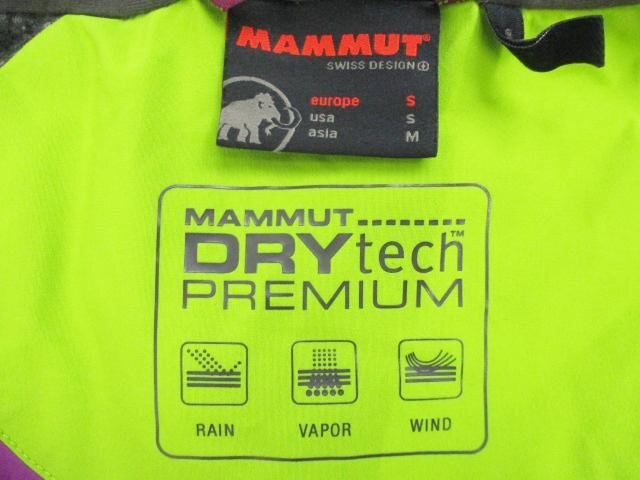 MAMMUT
SWISS DESIGN
europe S
usa S
asia M
MAMMUT
DRYtech™
PREMIUM
RAIN VAPOR WIND